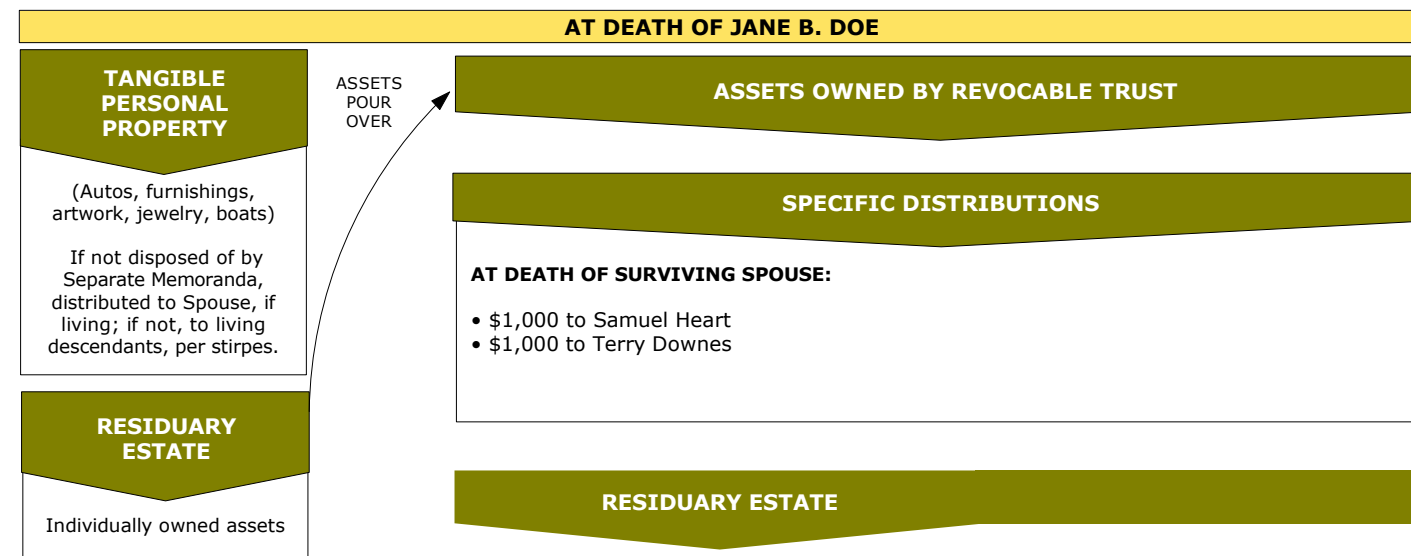 AT DEATH OF JANE B. DOE
TANGIBLE
PERSONAL
PROPERTY
(Autos, furnishings,
artwork, jewelry, boats)
If not disposed of by
Separate Memoranda,
distributed to Spouse, if
living; if not, to living
descendants, per stirpes.
RESIDUARY
ESTATE
Individually owned assets
ASSETS
POUR
OVER
ASSETS OWNED BY REVOCABLE TRUST
SPECIFIC DISTRIBUTIONS
AT DEATH OF SURVIVING SPOUSE:
• $1,000 to Samuel Heart
• $1,000 to Terry Downes
RESIDUARY ESTATE